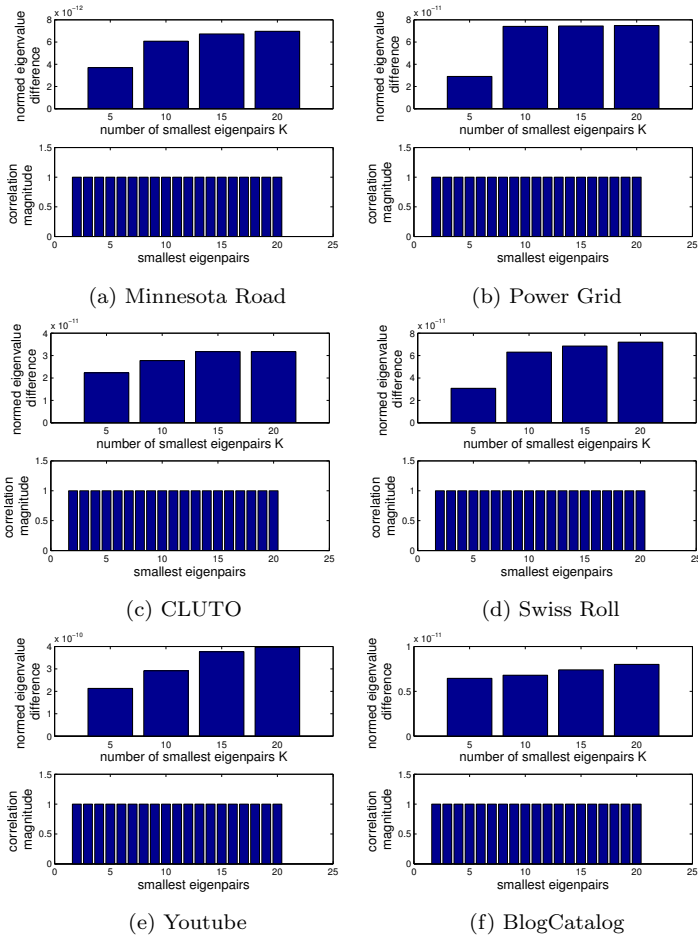 x 10^-12
8
6
4
2
0
normed eigenvalue
difference
5 10 15 20
number of smallest eigenpairs K
1.5
1
0.5
0
correlation
magnitude
0 5 10 15 20 25
smallest eigenpairs
(a) Minnesota Road
x 10^-11
8
6
4
2
0
normed eigenvalue
difference
5 10 15 20
number of smallest eigenpairs K
1.5
1
0.5
0
correlation
magnitude
0 5 10 15 20 25
smallest eigenpairs
(b) Power Grid
x 10^-11
4
3
2
1
0
normed eigenvalue
difference
5 10 15 20
number of smallest eigenpairs K
1.5
1
0.5
0
correlation
magnitude
0 5 10 15 20 25
smallest eigenpairs
(c) CLUTO
x 10^-11
8
6
4
2
0
normed eigenvalue
difference
5 10 15 20
number of smallest eigenpairs K
1.5
1
0.5
0
correlation
magnitude
0 5 10 15 20 25
smallest eigenpairs
(d) Swiss Roll
x 10^-10
4
3
2
1
0
normed eigenvalue
difference
5 10 15 20
number of smallest eigenpairs K
1.5
1
0.5
0
correlation
magnitude
0 5 10 15 20 25
smallest eigenpairs
(e) Youtube
x 10^-11
1
0.5
0
normed eigenvalue
difference
5 10 15 20
number of smallest eigenpairs K
1.5
1
0.5
0
correlation
magnitude
0 5 10 15 20 25
smallest eigenpairs
(f) BlogCatalog